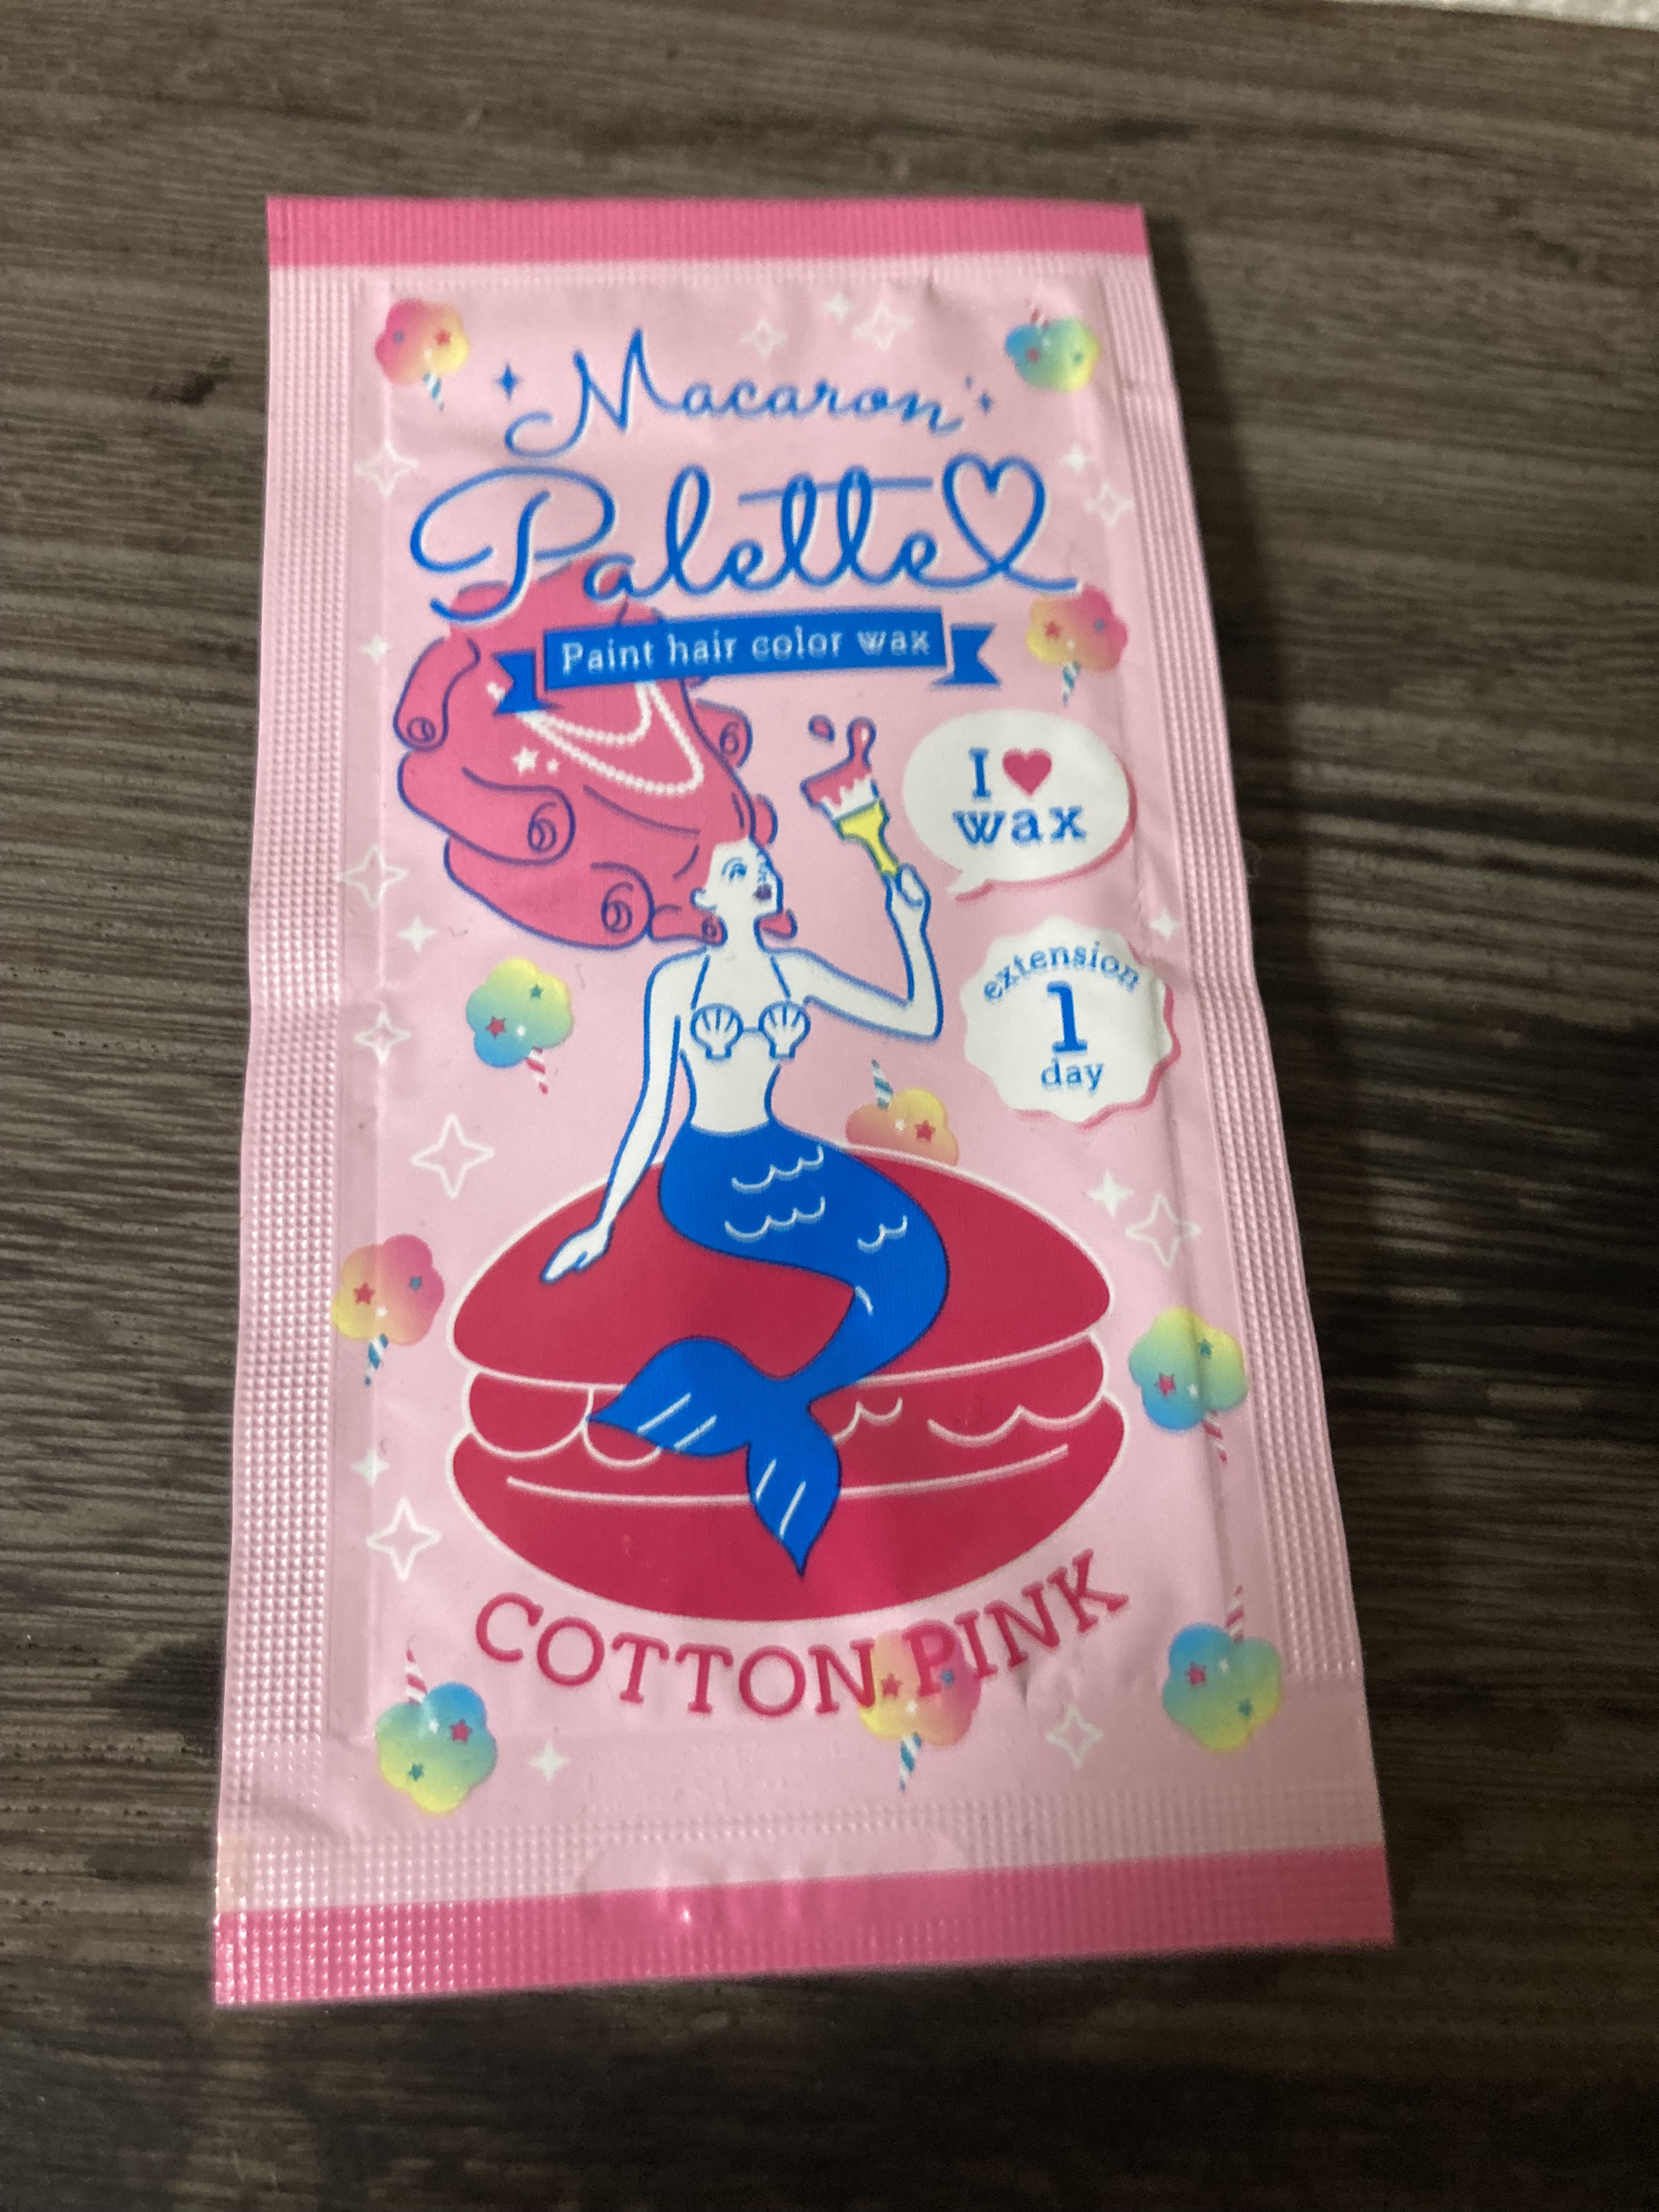 Macaron
Palette
Paint hair color wax
I ♥
wax
extension
1
day
COTTON PINK